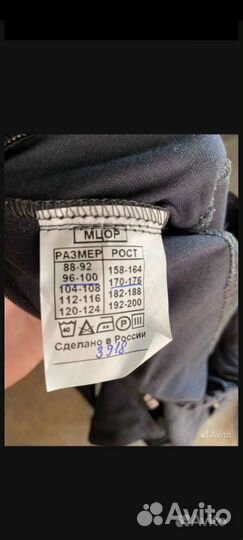 МЦОР
РАЗМЕР РОСТ
88-92 158-164
96-100 170-176
104-108 182-188
112-116 192-200
120-124
P
Сделано в России
3918
Avito
Avito